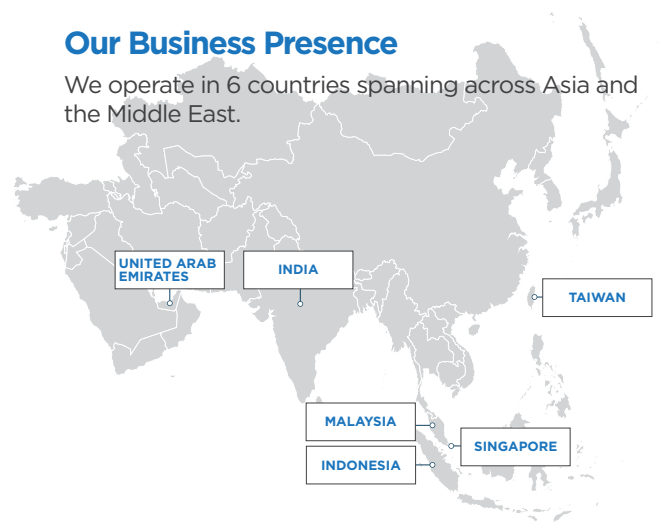 Our Business Presence
We operate in 6 countries spanning across Asia and
the Middle East.
UNITED ARAB
EMIRATES
INDIA
TAIWAN
MALAYSIA
SINGAPORE
INDONESIA